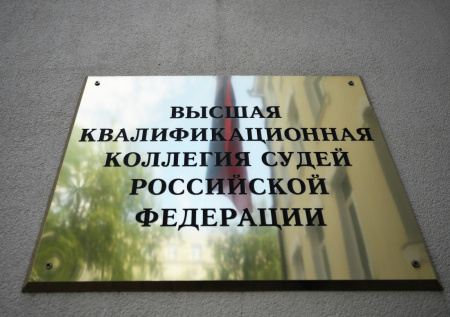 ВЫСШАЯ
КВАЛИФИКАЦИОННАЯ
КОЛЛЕГИЯ СУДЕЙ
РОССИЙСКОЙ
ФЕДЕРАЦИИ